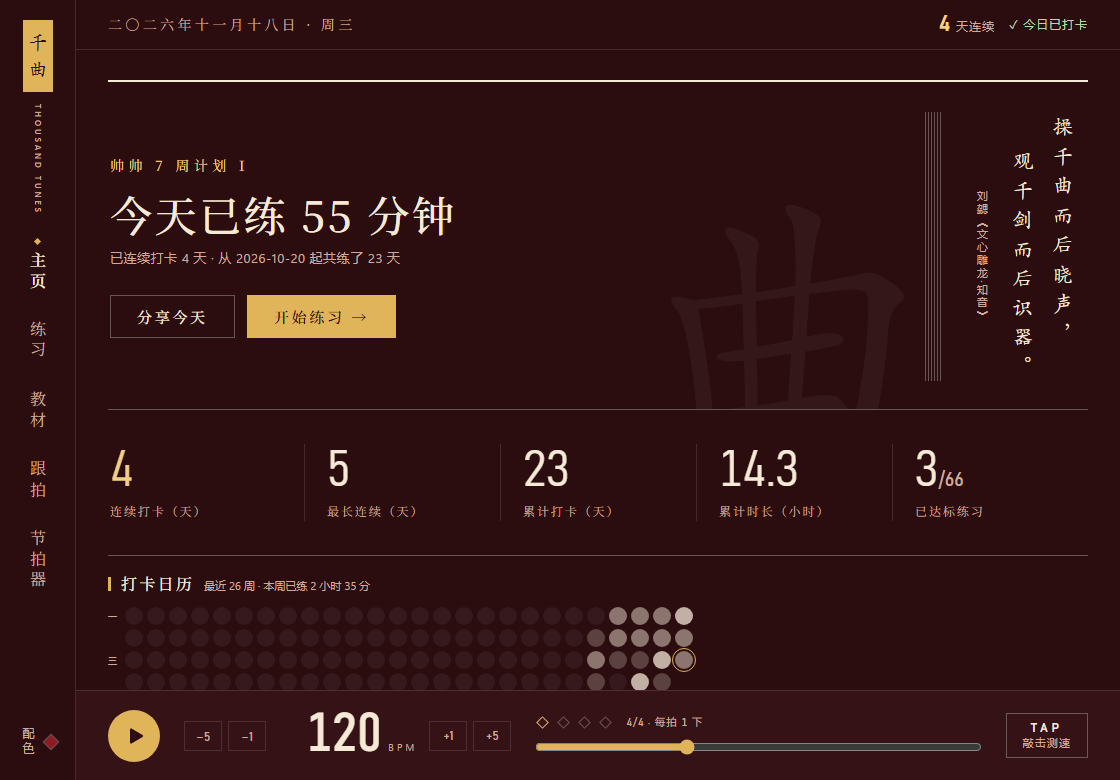 千曲
THOUSAND TUNES
主页
练习
教材
跟拍
节拍器
配色
二〇二六年十一月十八日 · 周三
4 天连续
✓ 今日已打卡
帅帅 7 周计划 I
今天已练 55 分钟
已连续打卡 4 天 · 从 2026-10-20 起共练了 23 天
分享今天
开始练习 →
曲
操千曲而后晓声，
观千剑而后识器。
刘勰《文心雕龙·知音》
4
连续打卡（天）
5
最长连续（天）
23
累计打卡（天）
14.3
累计时长（小时）
3/66
已达标练习
打卡日历
最近 26 周 · 本周已练 2 小时 35 分
一
三
−5
−1
120 BPM
+1
+5
4/4 · 每拍 1 下
TAP
敲击测速